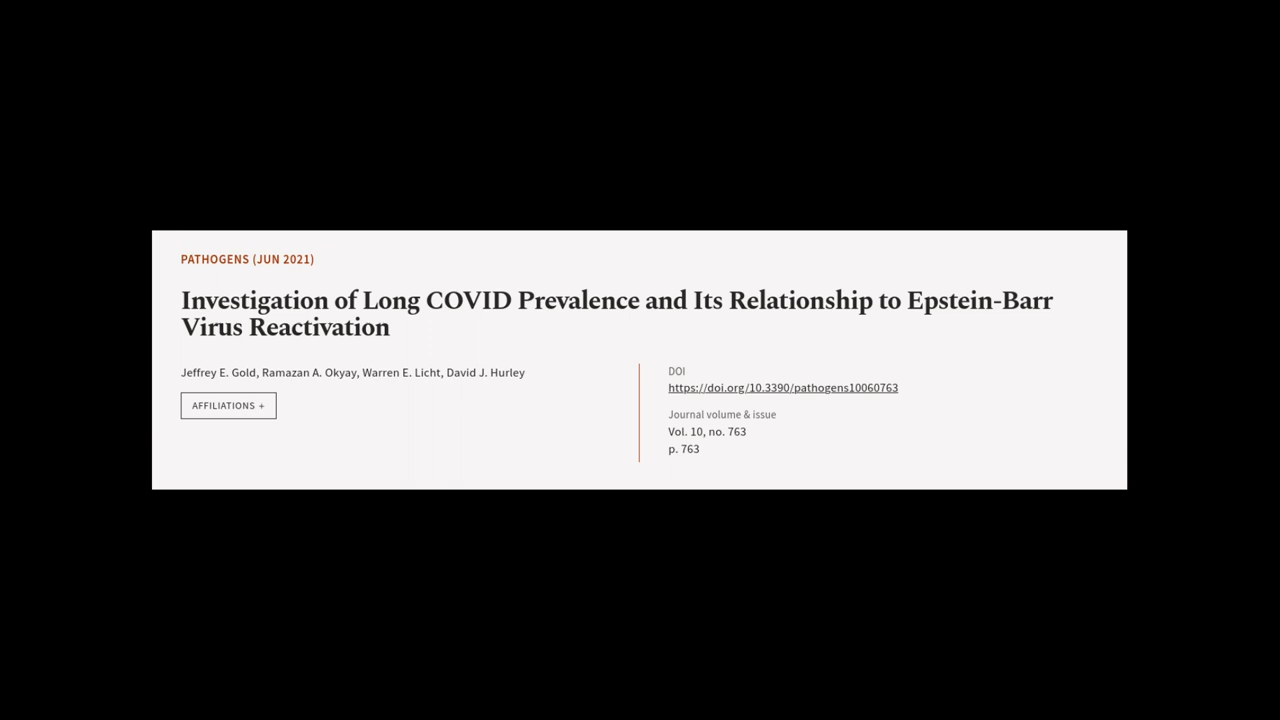 PATHOGENS (JUN 2021)
Investigation of Long COVID Prevalence and Its Relationship to Epstein-Barr
Virus Reactivation
Jeffrey E. Gold, Ramazan A. Okyay, Warren E. Licht, David J. Hurley
AFFILIATIONS +
DOI
https://doi.org/10.3390/pathogens10060763
Journal volume & issue
Vol. 10, no. 763
p. 763